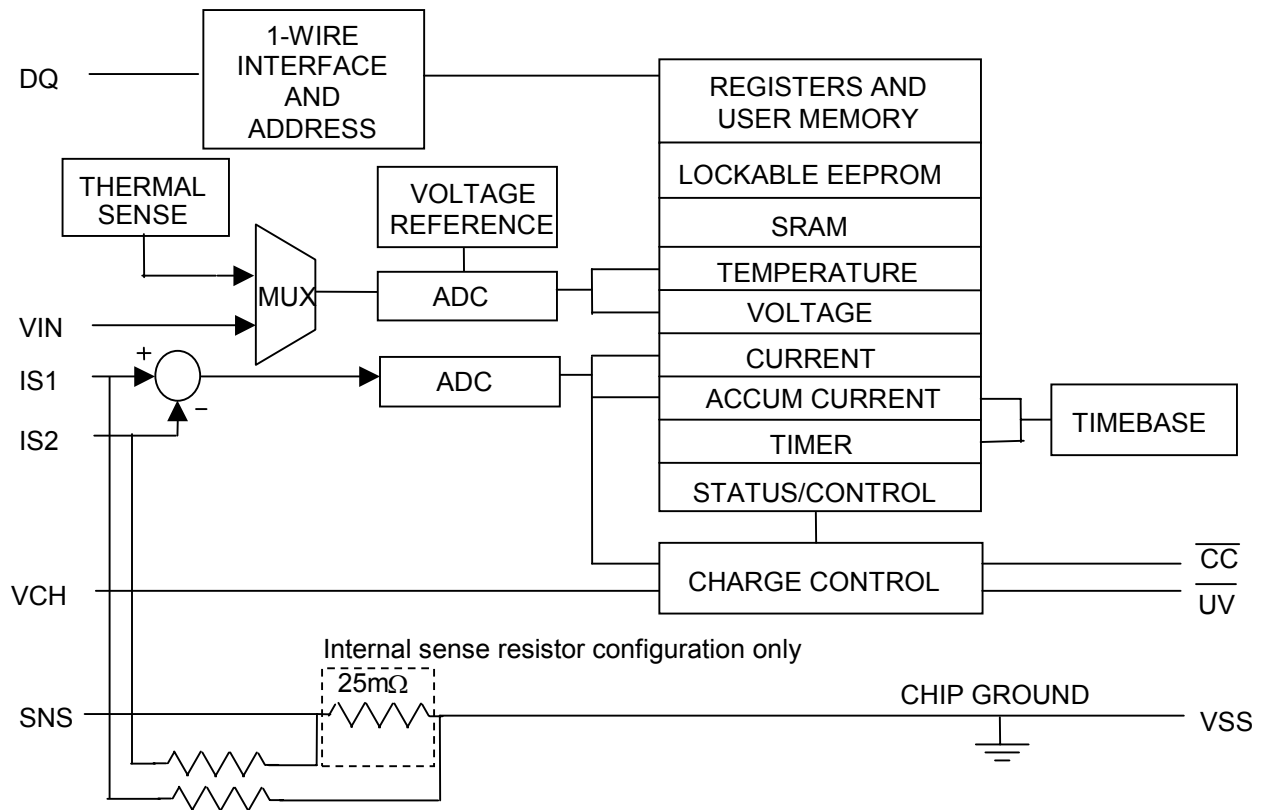 1-WIRE
INTERFACE
AND
ADDRESS
DQ
REGISTERS AND
USER MEMORY
LOCKABLE EEPROM
SRAM
TEMPERATURE
VOLTAGE
CURRENT
ACCUM CURRENT
TIMER
STATUS/CONTROL
THERMAL
SENSE
VOLTAGE
REFERENCE
MUX
ADC
VIN
+
IS1
ADC
−
IS2
TIMEBASE
CHARGE CONTROL
CC
UV
VCH
Internal sense resistor configuration only
25mΩ
SNS
CHIP GROUND
VSS